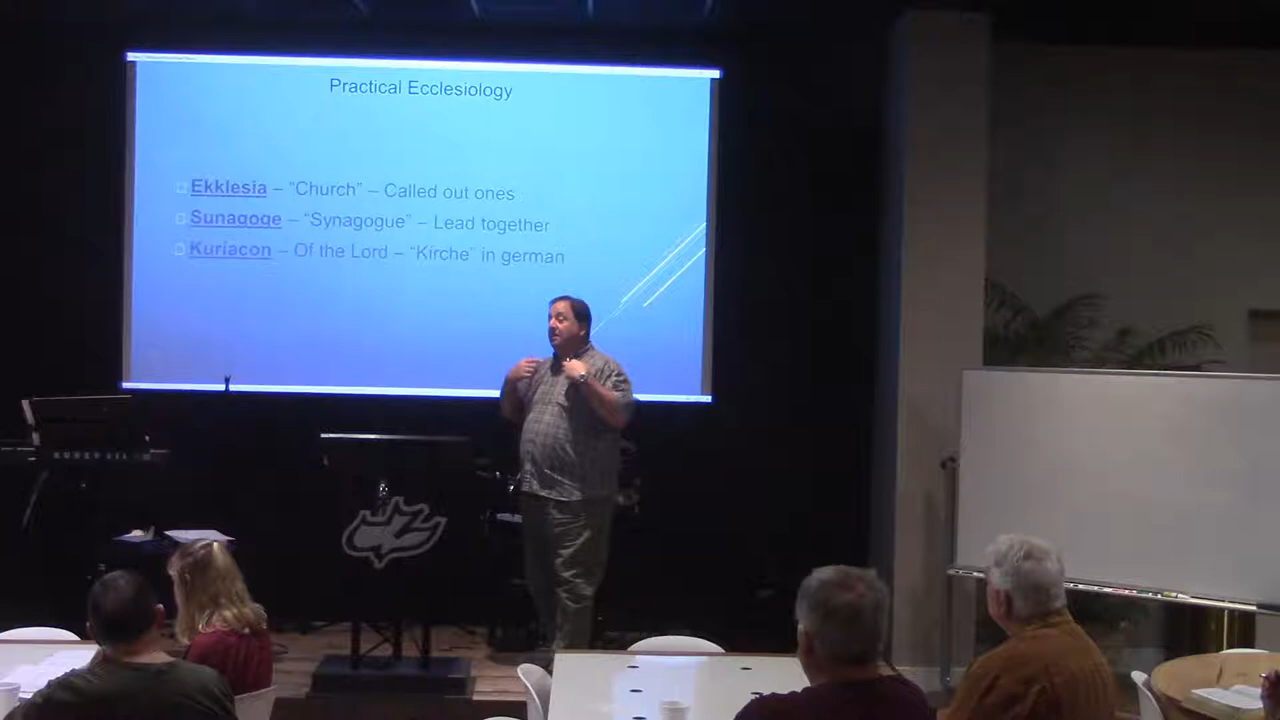 Practical Ecclesiology
Ekklesia – “Church” – Called out ones
Sunagoge – “Synagogue” – Lead together
Kuriacon – Of the Lord – “Kirche” in german